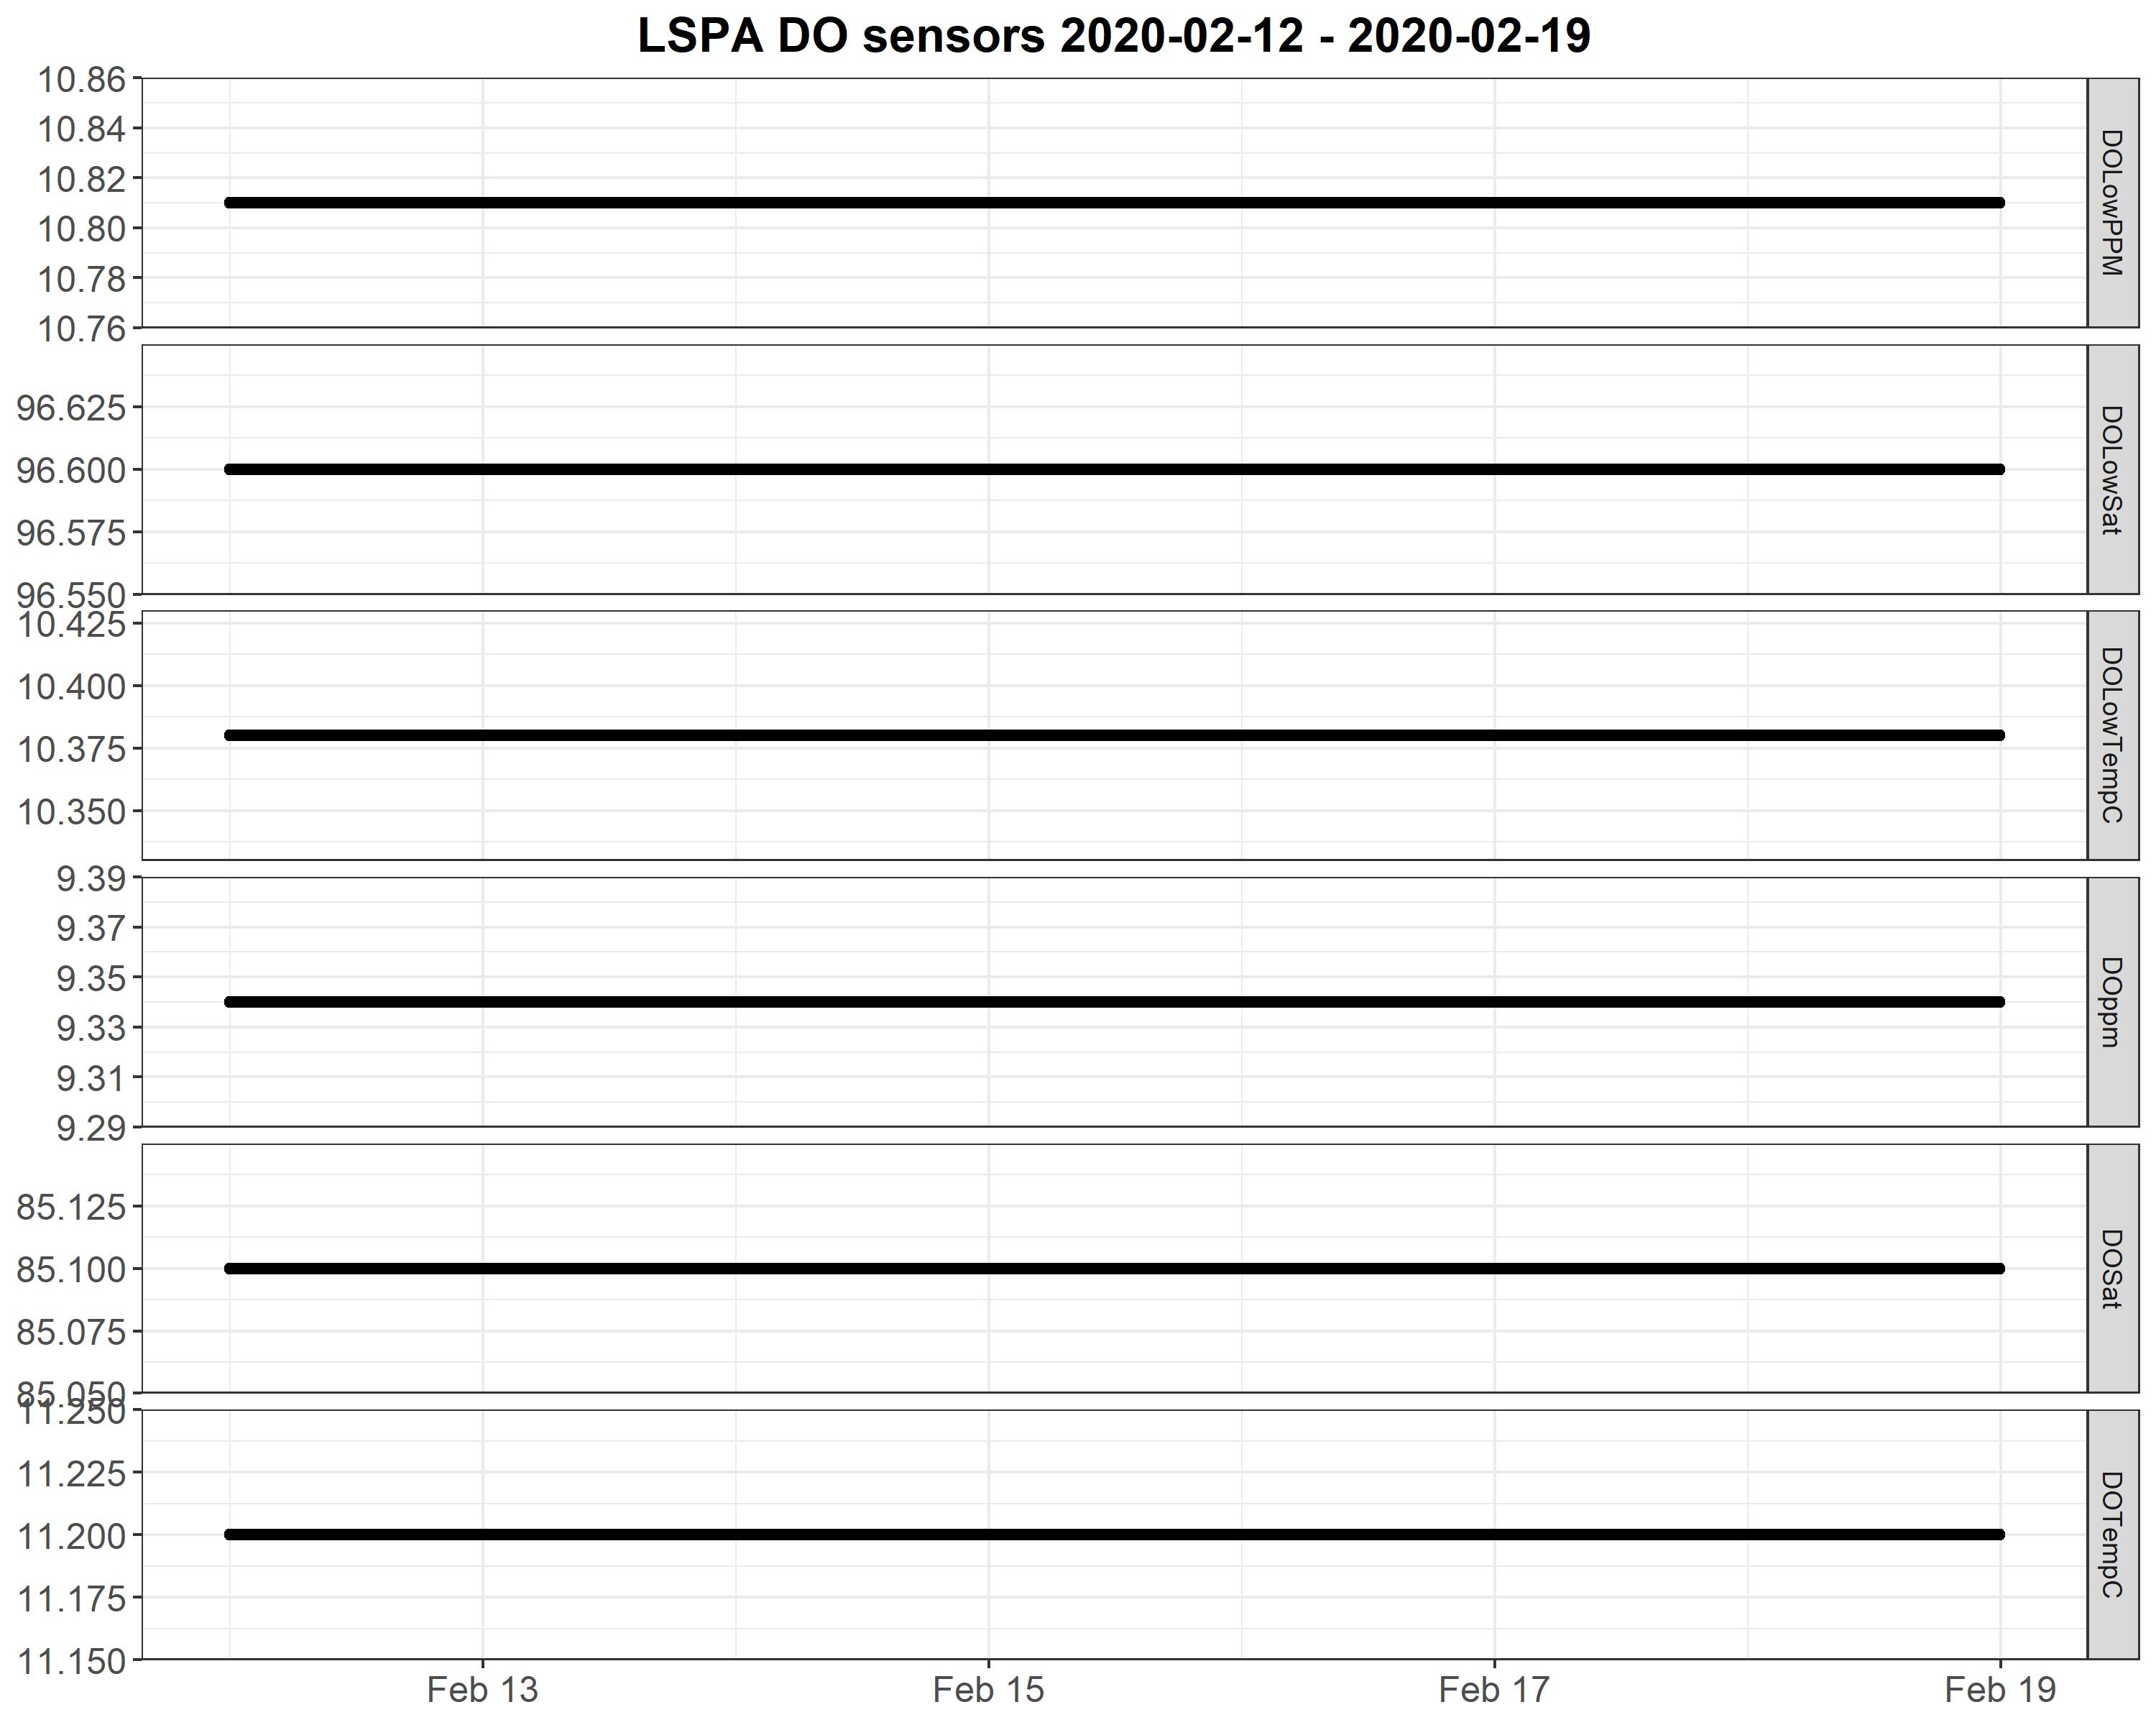 LSPA DO sensors 2020-02-12 - 2020-02-19
10.86
10.84
10.82
10.80
10.78
10.76
DOLowPPM
96.625
96.600
96.575
96.550
DOLowSat
10.425
10.400
10.375
10.350
DOLowTempC
9.39
9.37
9.35
9.33
9.31
9.29
DOppm
85.125
85.100
85.075
85.050
DOSat
11.250
11.225
11.200
11.175
11.150
DOTempC
Feb 13
Feb 15
Feb 17
Feb 19